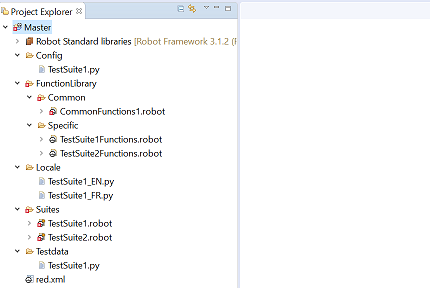 Project Explorer
Master
Robot Standard libraries [Robot Framework 3.1.2 (F
Config
TestSuite1.py
FunctionLibrary
Common
CommonFunctions1.robot
Specific
TestSuite1Functions.robot
TestSuite2Functions.robot
Locale
TestSuite1_EN.py
TestSuite1_FR.py
Suites
TestSuite1.robot
TestSuite2.robot
Testdata
TestSuite1.py
red.xml